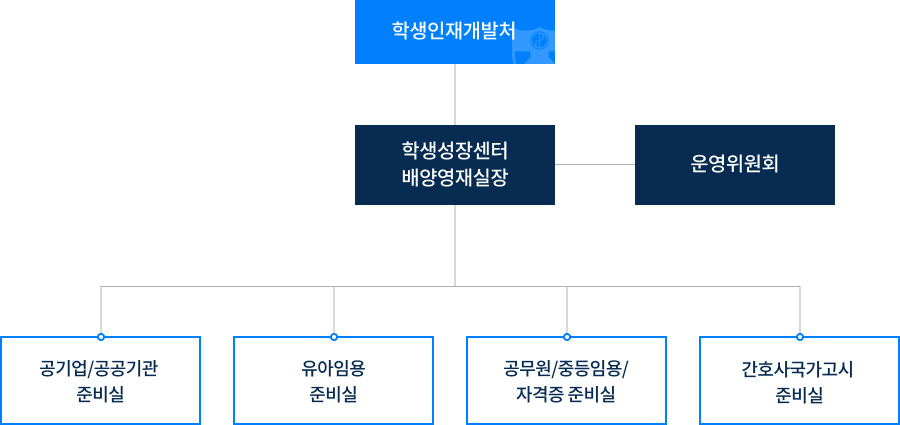 학생인재개발처
학생성장센터
배양영재실장
운영위원회
공기업/공공기관
준비실
유아임용
준비실
공무원/중등임용/
자격증 준비실
간호사국가고시
준비실